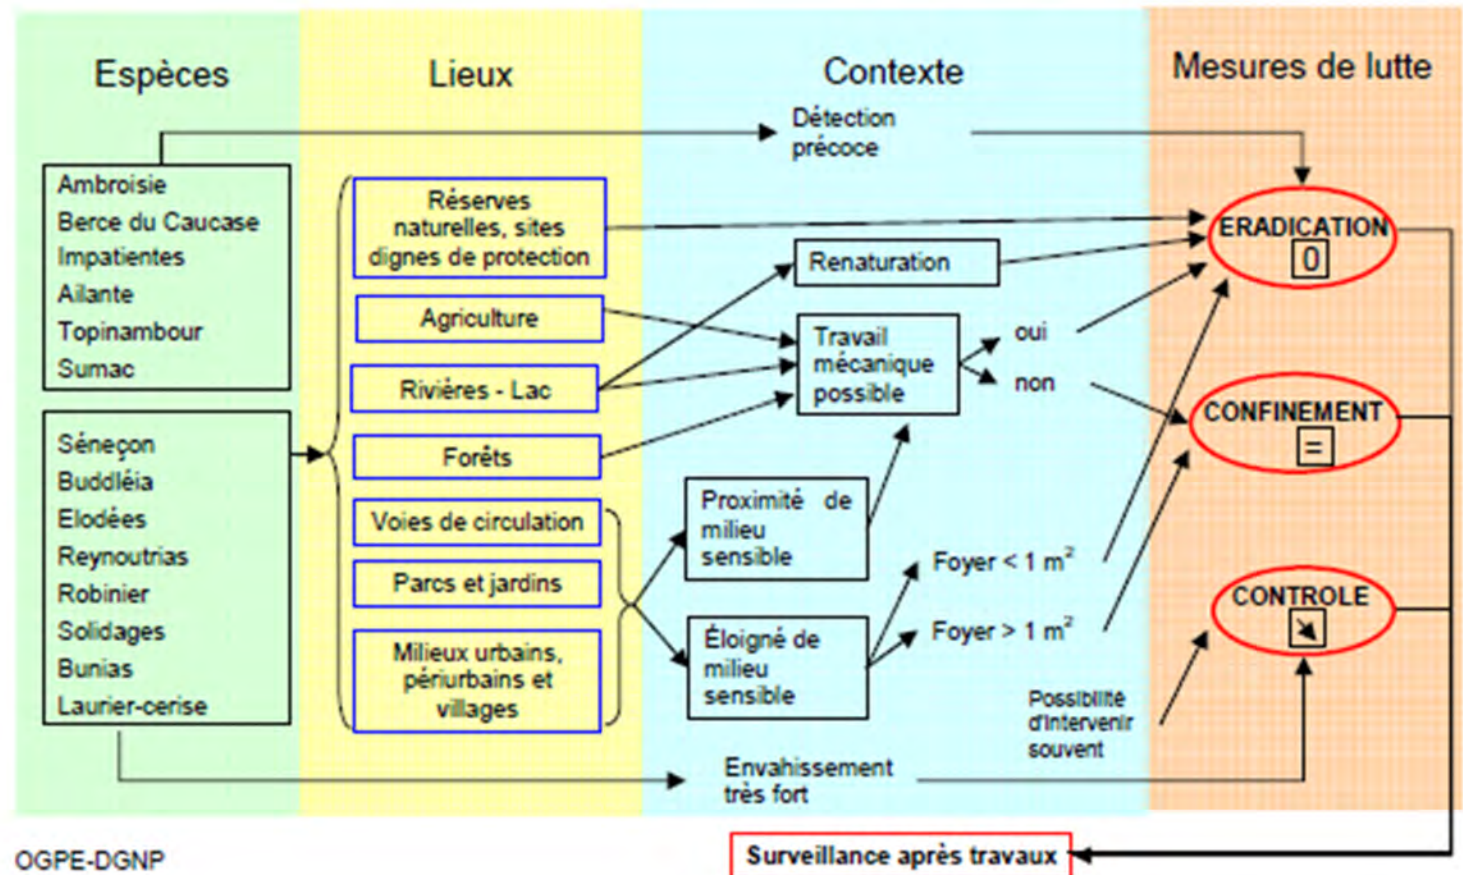 Espèces
Lieux
Contexte
Mesures de lutte
Détection
précoce
Ambroisie
Berce du Caucase
Impatientes
Ailante
Topinambour
Sumac
Séneçon
Buddléia
Elodées
Reynoutrias
Robinier
Solidages
Bunias
Laurier-cerise
Réserves
naturelles, sites
dignes de protection
Agriculture
Rivières - Lac
Forêts
Voies de circulation
Parcs et jardins
Milieux urbains,
périurbains et
villages
Renaturation
Travail
mécanique
possible
oui
non
Proximité de
milieu
sensible
Éloigné de
milieu
sensible
Foyer < 1 m²
Foyer > 1 m²
Possibilité
d'intervenir
souvent
Envahissement
très fort
ERADICATION
0
CONFINEMENT
=
CONTROLE
OGPE-DGNP
Surveillance après travaux